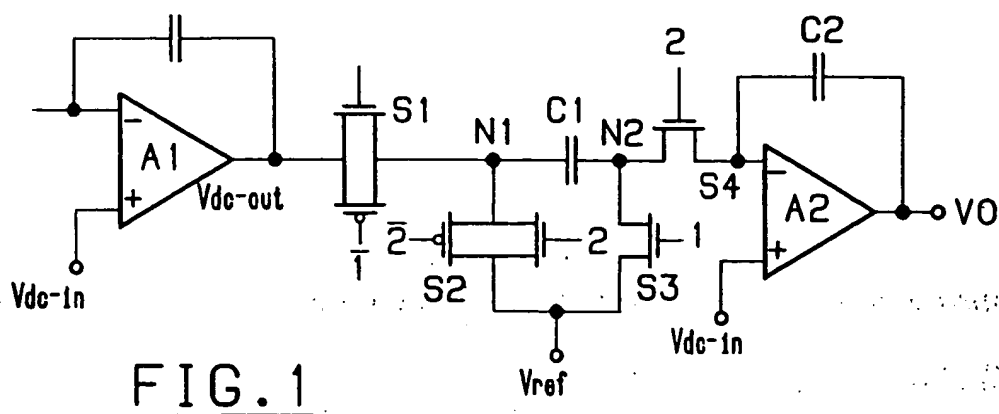 C2
2
S1
C1
N1
N2
−
A1
+
Vdc-out
S4
−
A2
+
VO
2̅
2
1
1̅
S2
S3
Vdc-in
Vdc-in
Vref
FIG.1